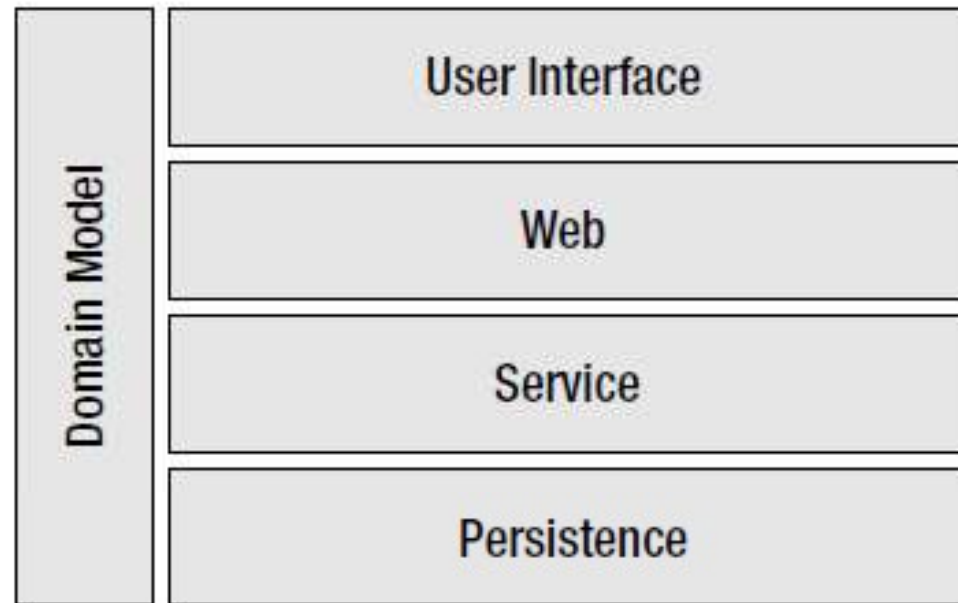 Domain Model
User Interface
Web
Service
Persistence